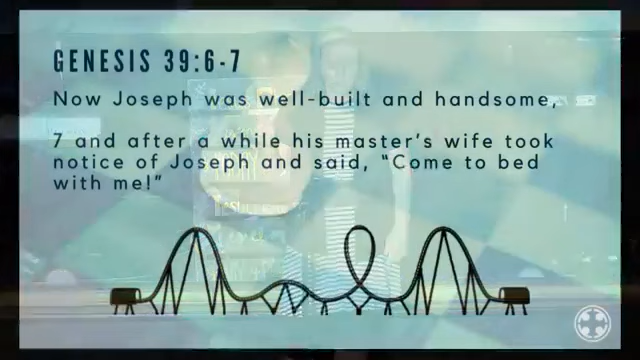 GENESIS 39:6-7
Now Joseph was well-built and handsome,
7 and after a while his master's wife took
notice of Joseph and said, "Come to bed
with me!"